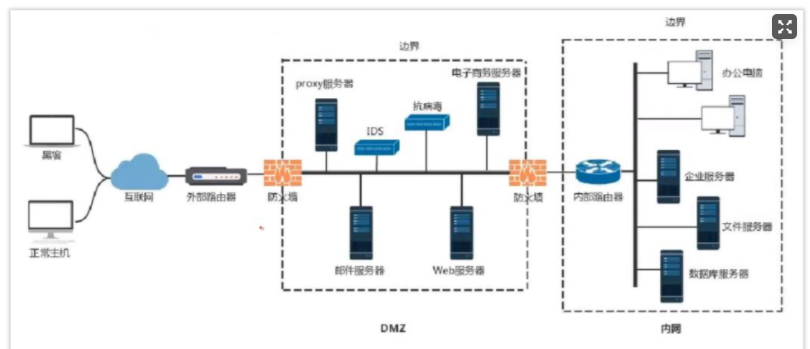 边界
边界
proxy服务器
电子商务服务器
办公电脑
抗病毒
IDS
黑客
互联网
外部路由器
防火墙
防火墙
内部路由器
企业服务器
文件服务器
正常主机
邮件服务器
Web服务器
数据库服务器
DMZ
内网